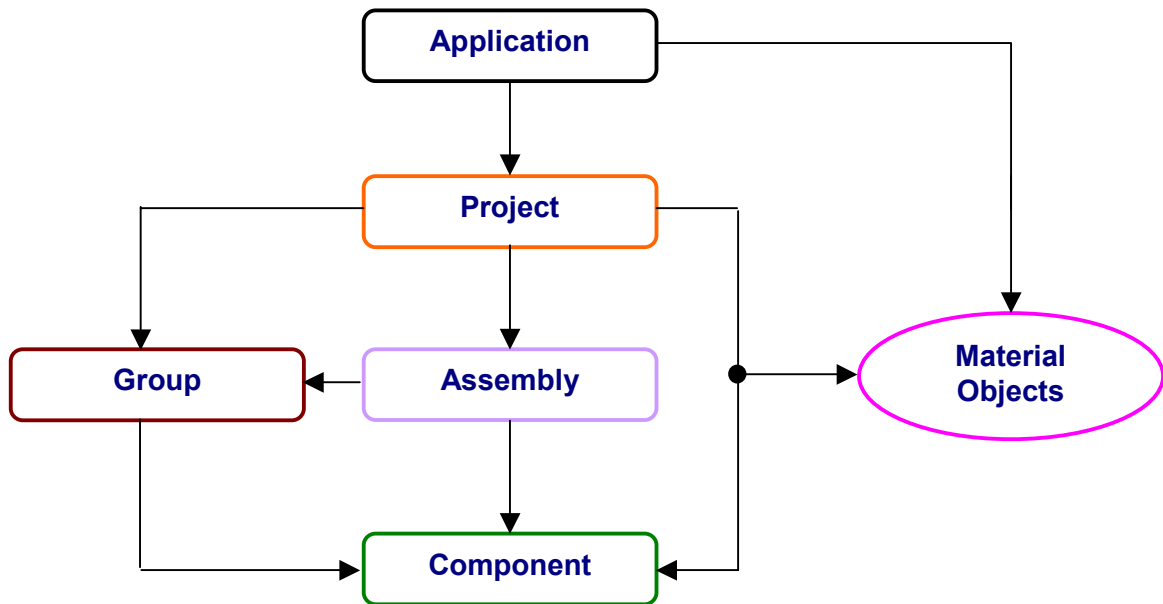 Application
Project
Group
Assembly
Material
Objects
Component